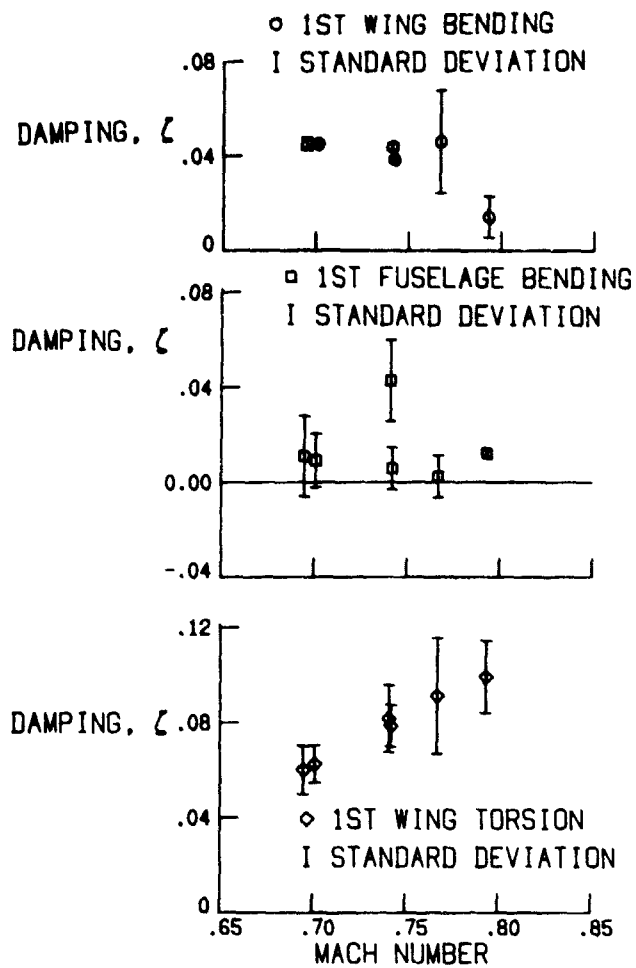 ○ 1ST WING BENDING
I STANDARD DEVIATION
.08
DAMPING, ζ
.04
0
□ 1ST FUSELAGE BENDING
I STANDARD DEVIATION
.08
DAMPING, ζ
.04
0.00
-.04
.12
DAMPING, ζ
.08
.04
◇ 1ST WING TORSION
I STANDARD DEVIATION
0
.65 .70 .75 .80 .85
MACH NUMBER